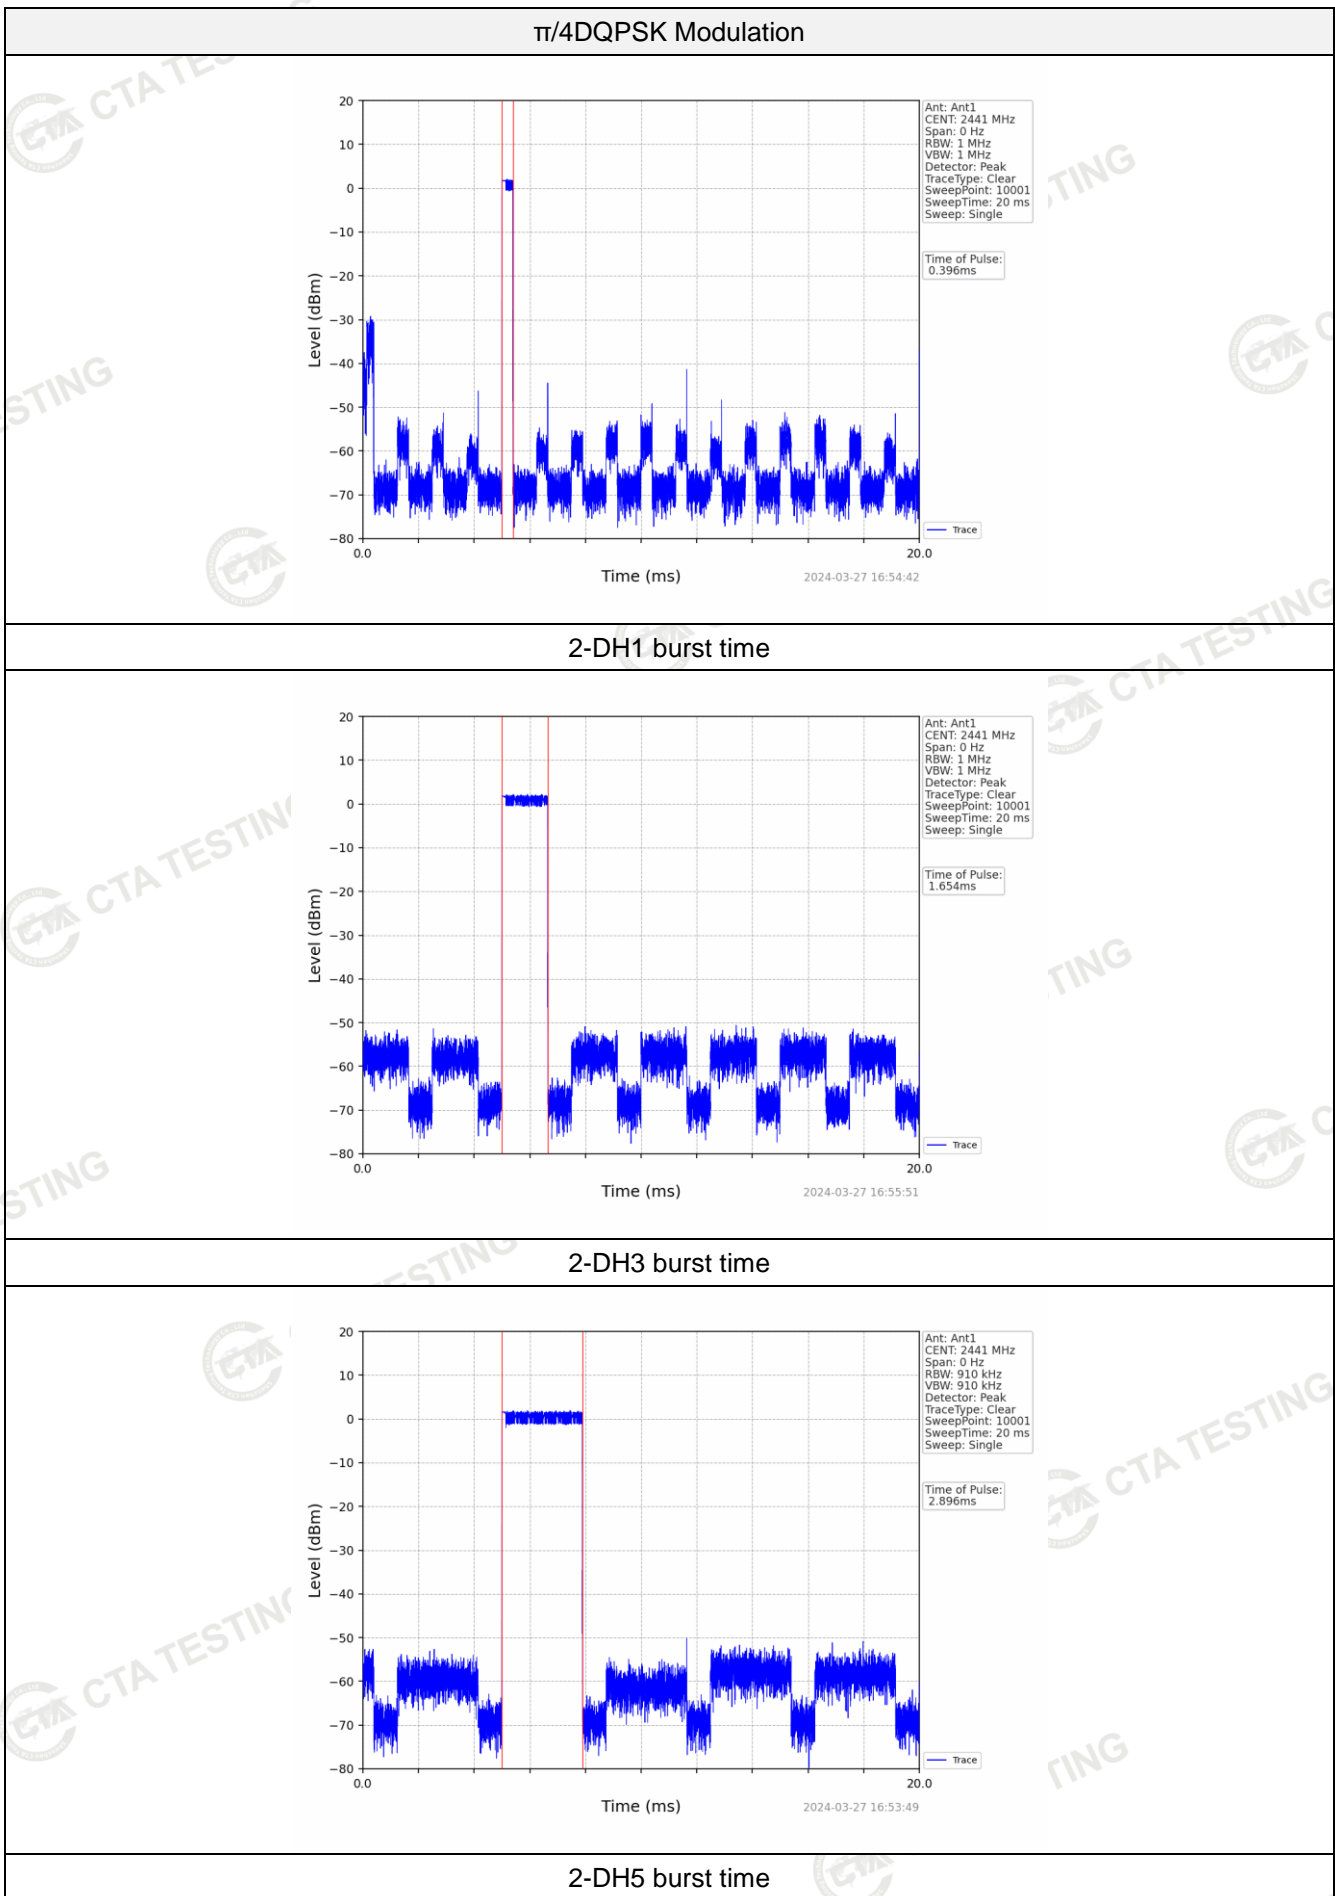 π/4DQPSK Modulation
CTA TESTING
20
10
0
−10
−20
−30
−40
−50
−60
−70
−80
Level (dBm)
0.0
20.0
Time (ms)
2024-03-27 16:54:42
Ant: Ant1
CENT: 2441 MHz
Span: 0 Hz
RBW: 1 MHz
VBW: 1 MHz
Detector: Peak
TraceType: Clear
SweepPoint: 10001
SweepTime: 20 ms
Sweep: Single
Time of Pulse:
0.396ms
Trace
2-DH1 burst time
CTA TESTING
20
10
0
−10
−20
−30
−40
−50
−60
−70
−80
Level (dBm)
0.0
20.0
Time (ms)
2024-03-27 16:55:51
Ant: Ant1
CENT: 2441 MHz
Span: 0 Hz
RBW: 1 MHz
VBW: 1 MHz
Detector: Peak
TraceType: Clear
SweepPoint: 10001
SweepTime: 20 ms
Sweep: Single
Time of Pulse:
1.654ms
Trace
2-DH3 burst time
CTA TESTING
20
10
0
−10
−20
−30
−40
−50
−60
−70
−80
Level (dBm)
0.0
20.0
Time (ms)
2024-03-27 16:53:49
Ant: Ant1
CENT: 2441 MHz
Span: 0 Hz
RBW: 910 kHz
VBW: 910 kHz
Detector: Peak
TraceType: Clear
SweepPoint: 10001
SweepTime: 20 ms
Sweep: Single
Time of Pulse:
2.896ms
Trace
2-DH5 burst time